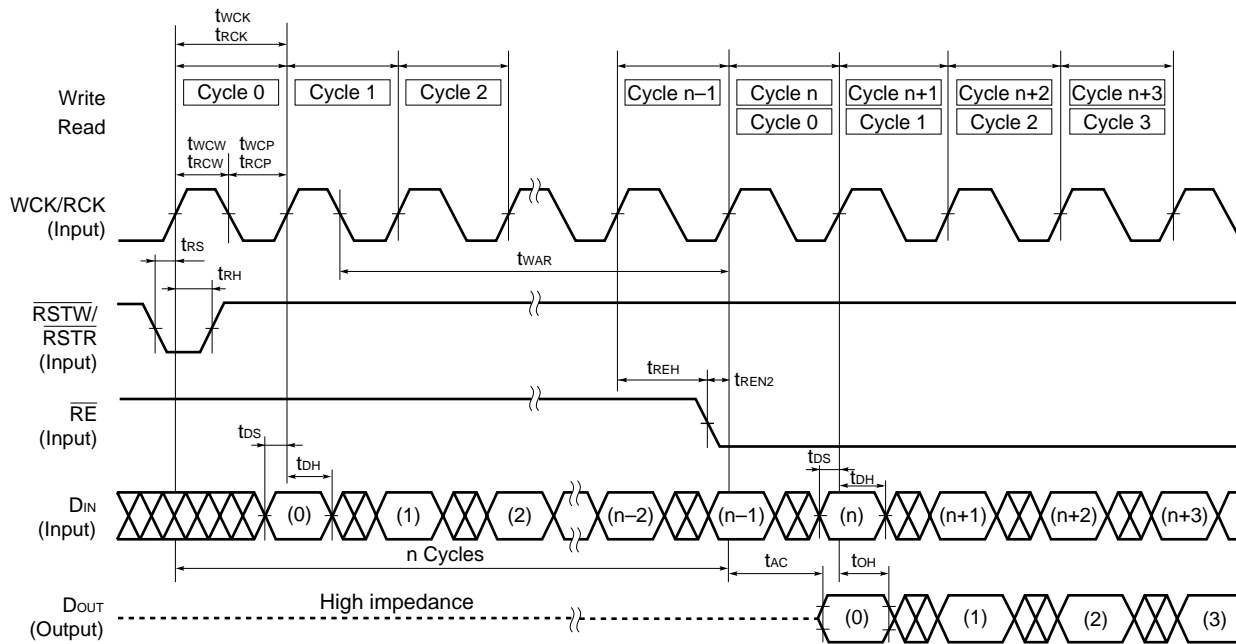 tWCK
tRCK
Write
Cycle 0
Cycle 1
Cycle 2
Cycle n–1
Cycle n
Cycle n+1
Cycle n+2
Cycle n+3
Read
Cycle 0
Cycle 1
Cycle 2
Cycle 3
tWCW
tWCP
tRCW
tRCP
WCK/RCK
(Input)
tRS
tWAR
tRH
RSTW/
RSTR
(Input)
tREH
tREN2
RE
(Input)
tDS
tDH
tDS
tDH
DIN
(Input)
(0)
(1)
(2)
(n–2)
(n–1)
(n)
(n+1)
(n+2)
(n+3)
n Cycles
tAC
tOH
DOUT
(Output)
High impedance
(0)
(1)
(2)
(3)